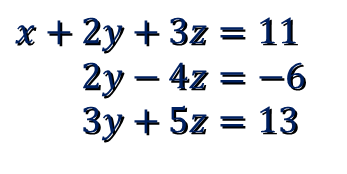 x + 2y + 3z = 11
2y − 4z = −6
3y + 5z = 13